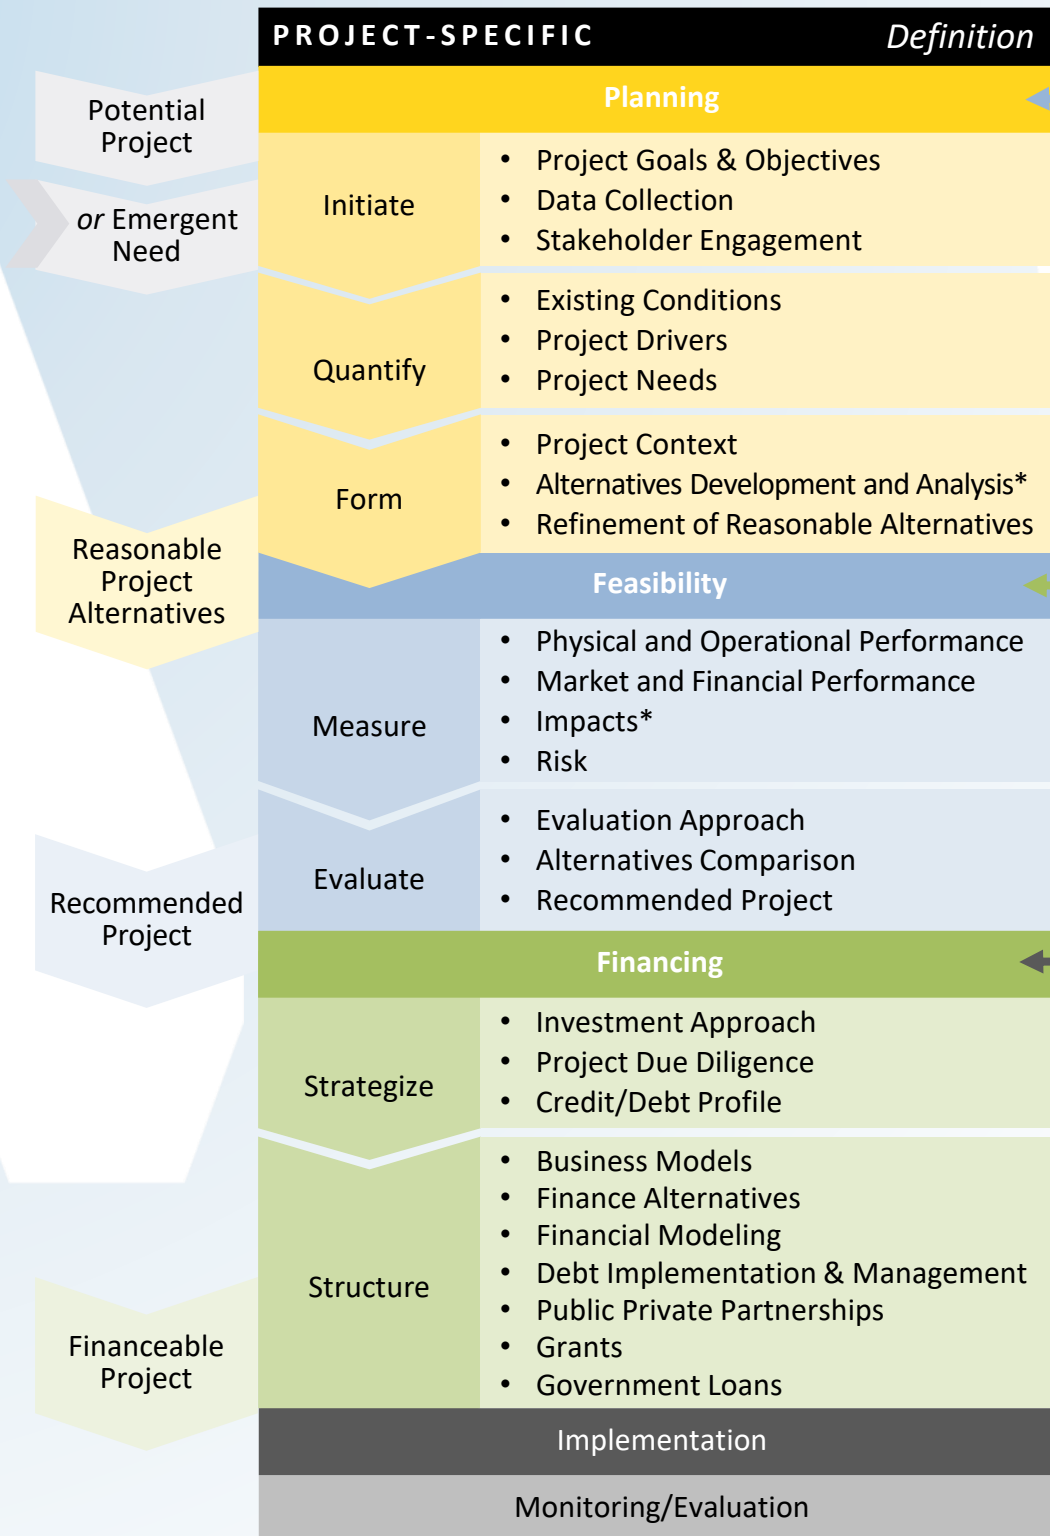 PROJECT-SPECIFIC Definition
Potential
Project
or Emergent
Need
Planning
Initiate
• Project Goals & Objectives
• Data Collection
• Stakeholder Engagement
Quantify
• Existing Conditions
• Project Drivers
• Project Needs
Form
• Project Context
• Alternatives Development and Analysis*
• Refinement of Reasonable Alternatives
Reasonable
Project
Alternatives
Feasibility
Measure
• Physical and Operational Performance
• Market and Financial Performance
• Impacts*
• Risk
Evaluate
• Evaluation Approach
• Alternatives Comparison
• Recommended Project
Recommended
Project
Financing
Strategize
• Investment Approach
• Project Due Diligence
• Credit/Debt Profile
Structure
• Business Models
• Finance Alternatives
• Financial Modeling
• Debt Implementation & Management
• Public Private Partnerships
• Grants
• Government Loans
Financeable
Project
Implementation
Monitoring/Evaluation